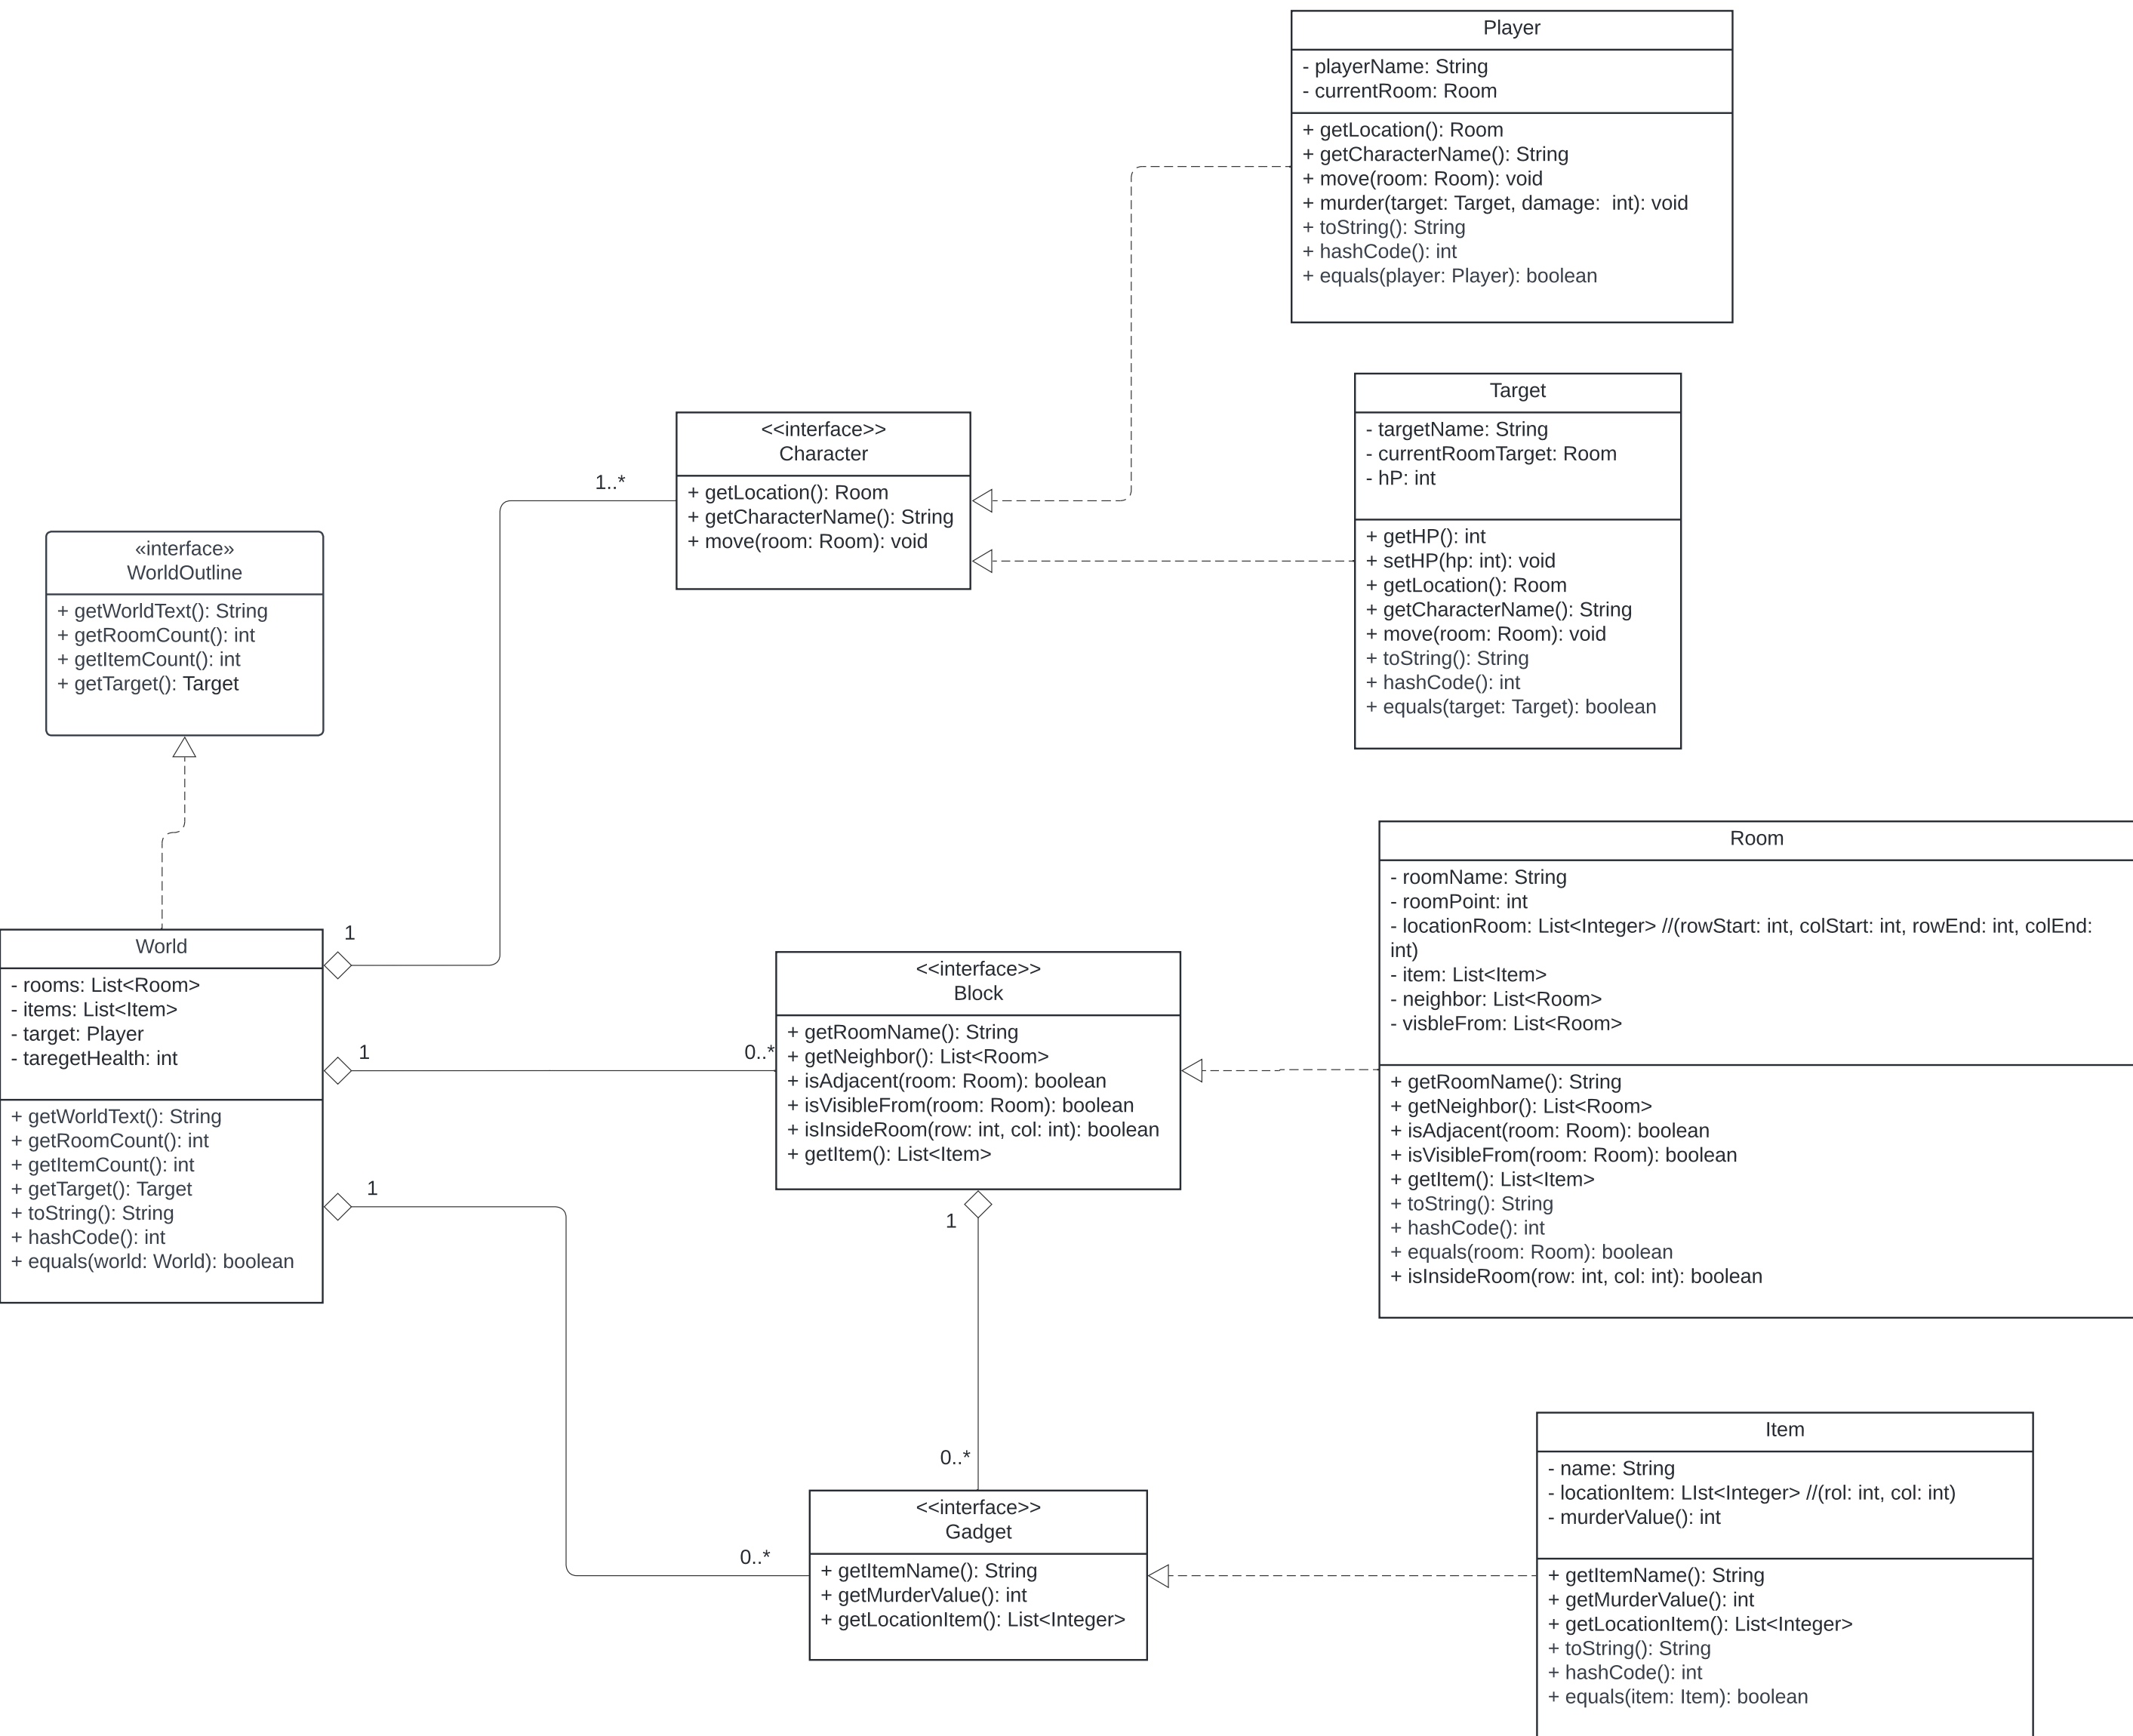 Player
- playerName: String
- currentRoom: Room
+ getLocation(): Room
+ getCharacterName(): String
+ move(room: Room): void
+ murder(target: Target, damage:  int): void
+ toString(): String
+ hashCode(): int
+ equals(player: Player): boolean
Target
- targetName: String
- currentRoomTarget: Room
- hP: int
+ getHP(): int
+ setHP(hp: int): void
+ getLocation(): Room
+ getCharacterName(): String
+ move(room: Room): void
+ toString(): String
+ hashCode(): int
+ equals(target: Target): boolean
<<interface>>
Character
+ getLocation(): Room
+ getCharacterName(): String
+ move(room: Room): void
1..*
«interface»
WorldOutline
+ getWorldText(): String
+ getRoomCount(): int
+ getItemCount(): int
+ getTarget(): Target
World
- rooms: List<Room>
- items: List<Item>
- target: Player
- taregetHealth: int
+ getWorldText(): String
+ getRoomCount(): int
+ getItemCount(): int
+ getTarget(): Target
+ toString(): String
+ hashCode(): int
+ equals(world: World): boolean
1
1
0..*
1
<<interface>>
Block
+ getRoomName(): String
+ getNeighbor(): List<Room>
+ isAdjacent(room: Room): boolean
+ isVisibleFrom(room: Room): boolean
+ isInsideRoom(row: int, col: int): boolean
+ getItem(): List<Item>
1
0..*
Room
- roomName: String
- roomPoint: int
- locationRoom: List<Integer> //(rowStart: int, colStart: int, rowEnd: int, colEnd:
int)
- item: List<Item>
- neighbor: List<Room>
- visbleFrom: List<Room>
+ getRoomName(): String
+ getNeighbor(): List<Room>
+ isAdjacent(room: Room): boolean
+ isVisibleFrom(room: Room): boolean
+ getItem(): List<Item>
+ toString(): String
+ hashCode(): int
+ equals(room: Room): boolean
+ isInsideRoom(row: int, col: int): boolean
0..*
<<interface>>
Gadget
+ getItemName(): String
+ getMurderValue(): int
+ getLocationItem(): List<Integer>
Item
- name: String
- locationItem: LIst<Integer> //(rol: int, col: int)
- murderValue(): int
+ getItemName(): String
+ getMurderValue(): int
+ getLocationItem(): List<Integer>
+ toString(): String
+ hashCode(): int
+ equals(item: Item): boolean